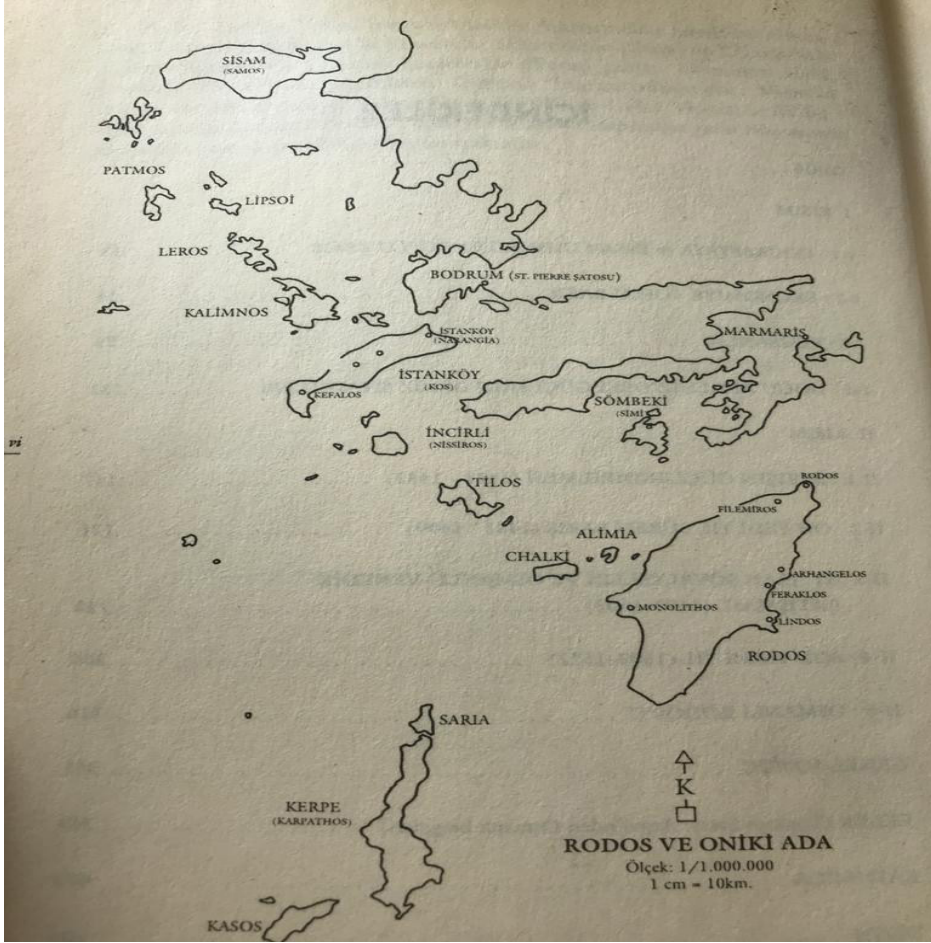 SİSAM
(SAMOS)
PATMOS
LİPSOİ
LEROS
BODRUM (ST. PIERRE ŞATOSU)
KALİMNOS
İSTANKÖY
(NARANGIA)
MARMARİS
İSTANKÖY
(KOS)
KEFALOS
SÖMBEKİ
(SİMİ)
vi
İNCİRLİ
(NİSSİROS)
TİLOS
RODOS
FİLEMİROS
ALİMİA
CHALKİ
ARHANGELOS
FERAKLOS
MONOLİTHOS
LİNDOS
RODOS
SARIA
K
KERPE
(KARPATHOS)
RODOS VE ONİKİ ADA
Ölçek: 1/1.000.000
1 cm = 10km.
KASOS